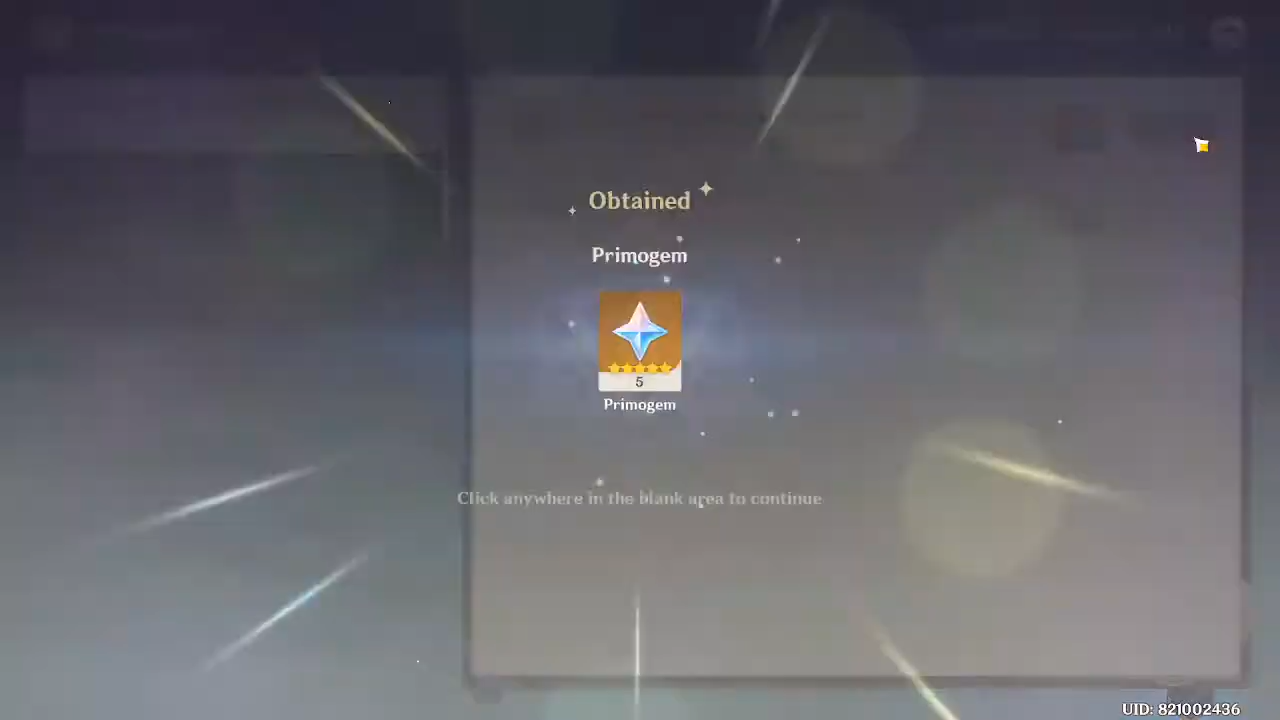 Obtained
Primogem
5
Primogem
Click anywhere in the blank area to continue
UID: 821002436